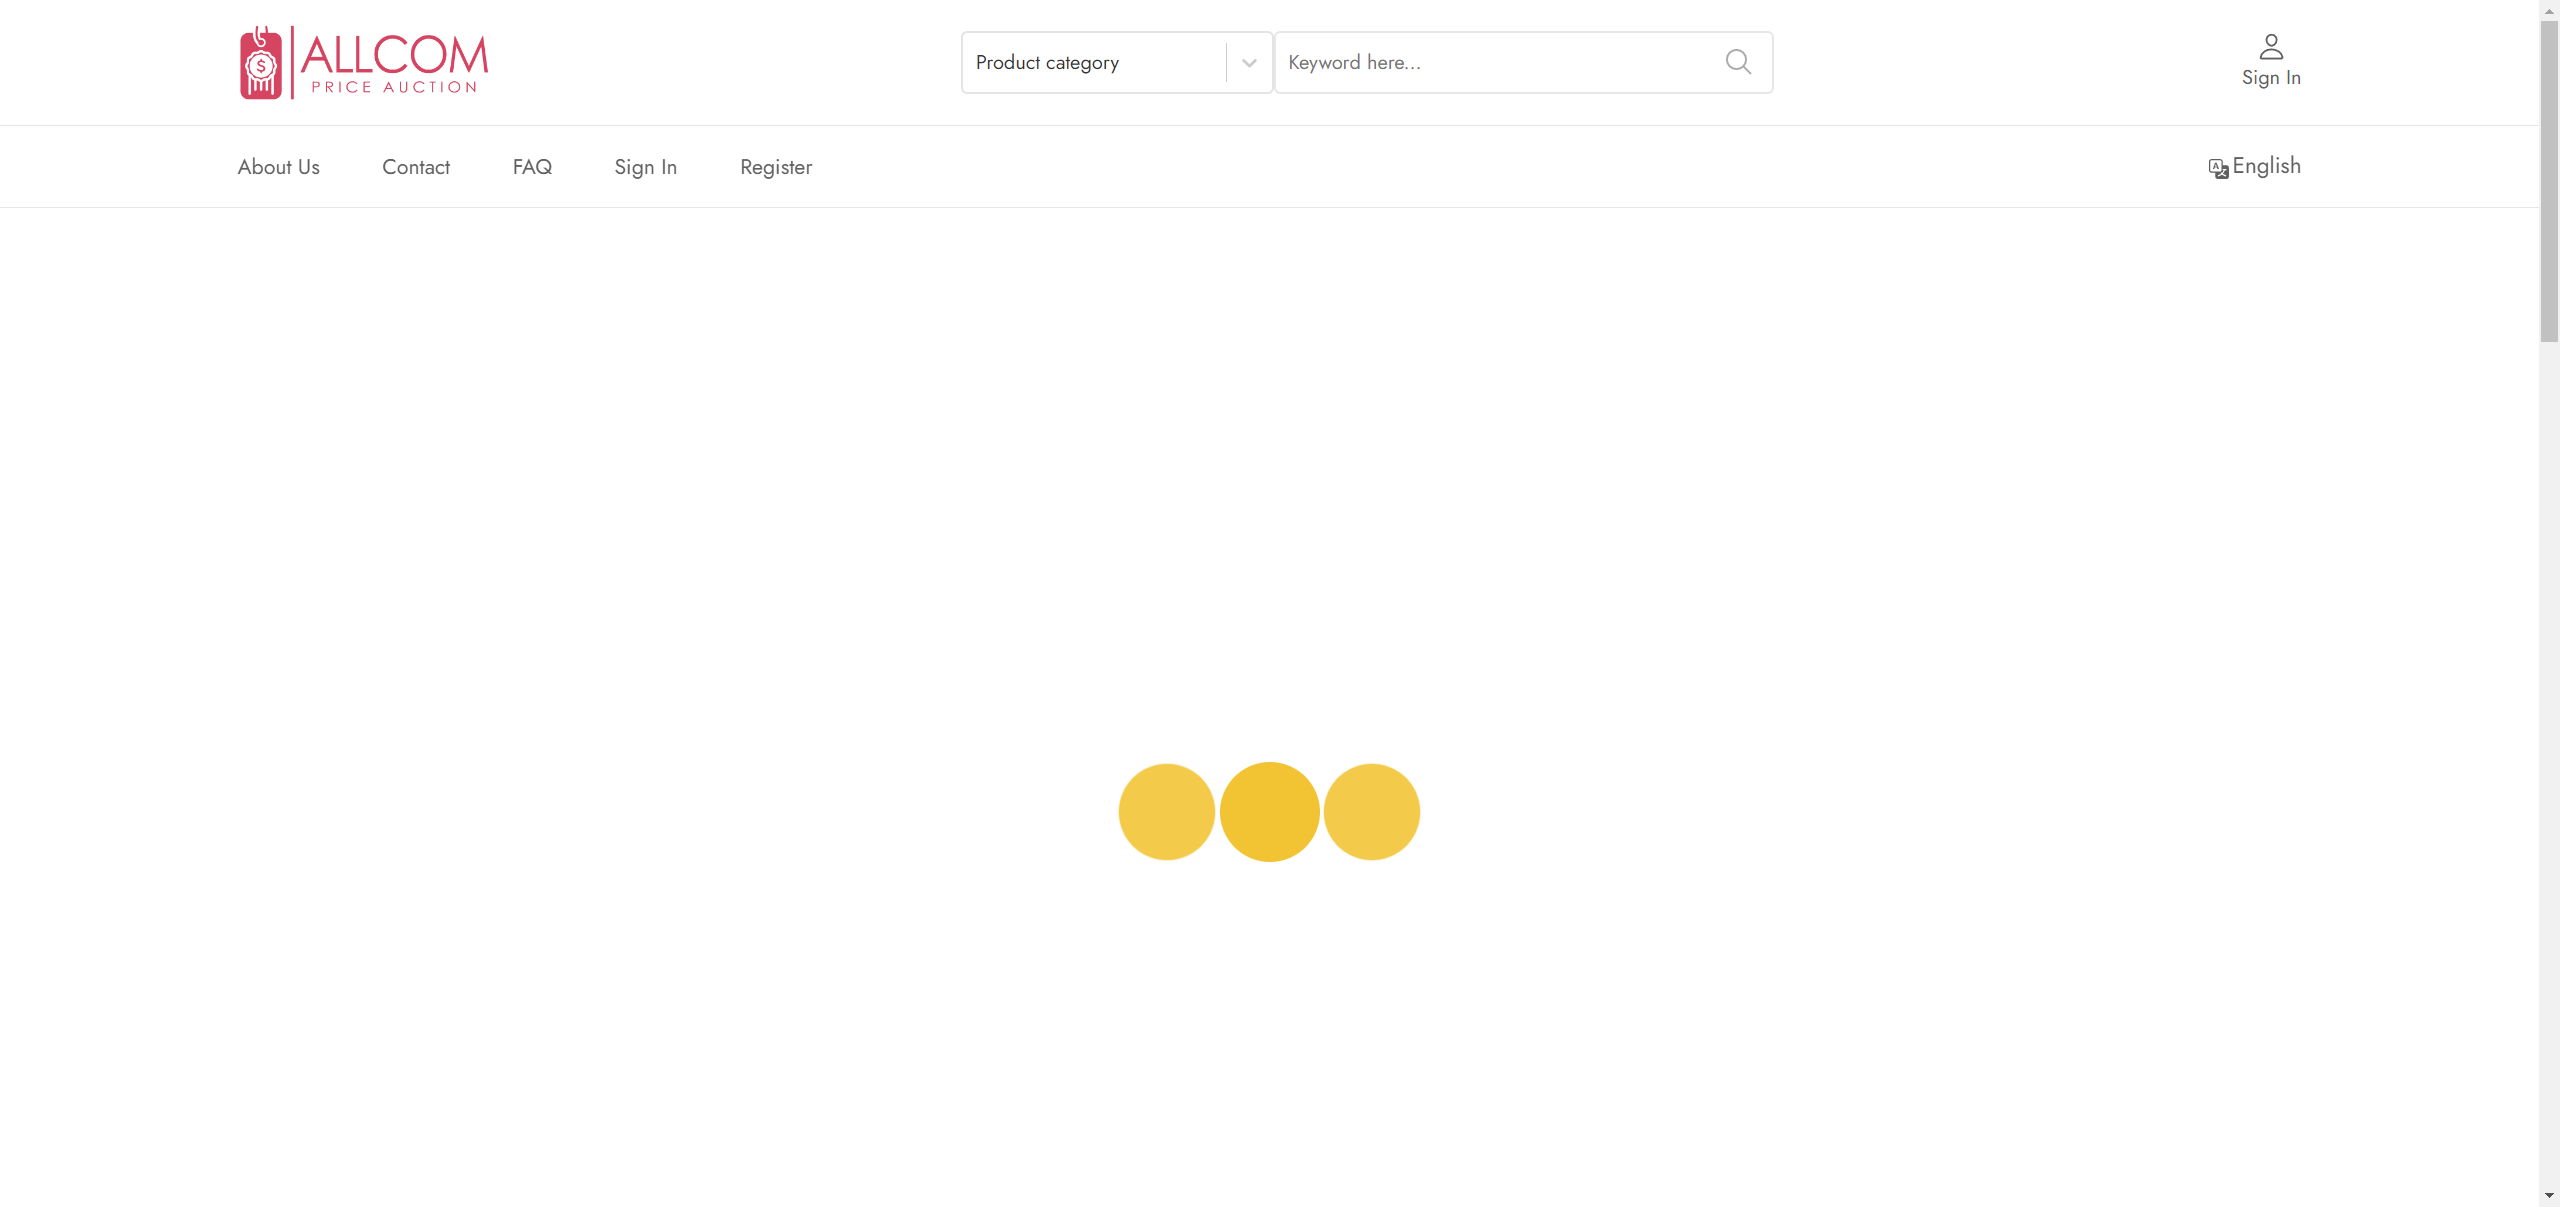 ALLCOM
PRICE AUCTION
Product category
Keyword here...
Sign In
About Us
Contact
FAQ
Sign In
Register
English